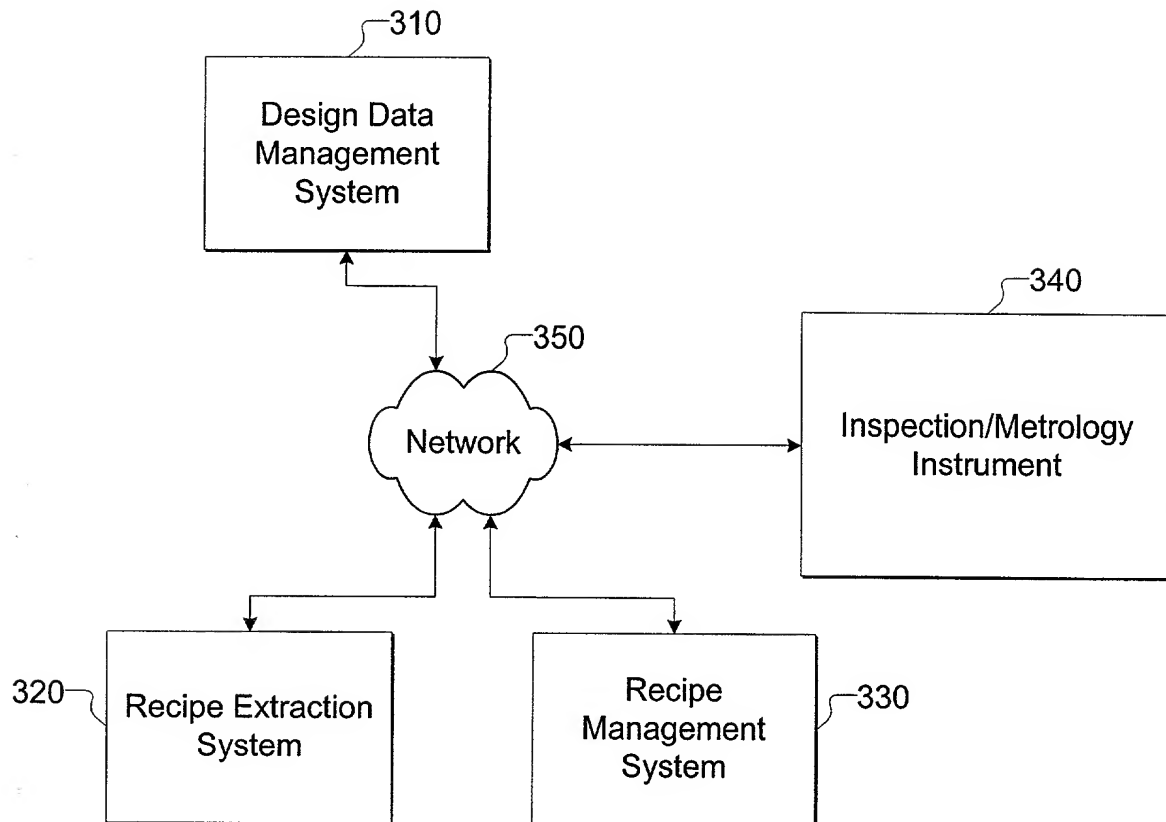 310
Design Data
Management
System
340
350
Network
Inspection/Metrology
Instrument
320
Recipe Extraction
System
Recipe
Management
System
330